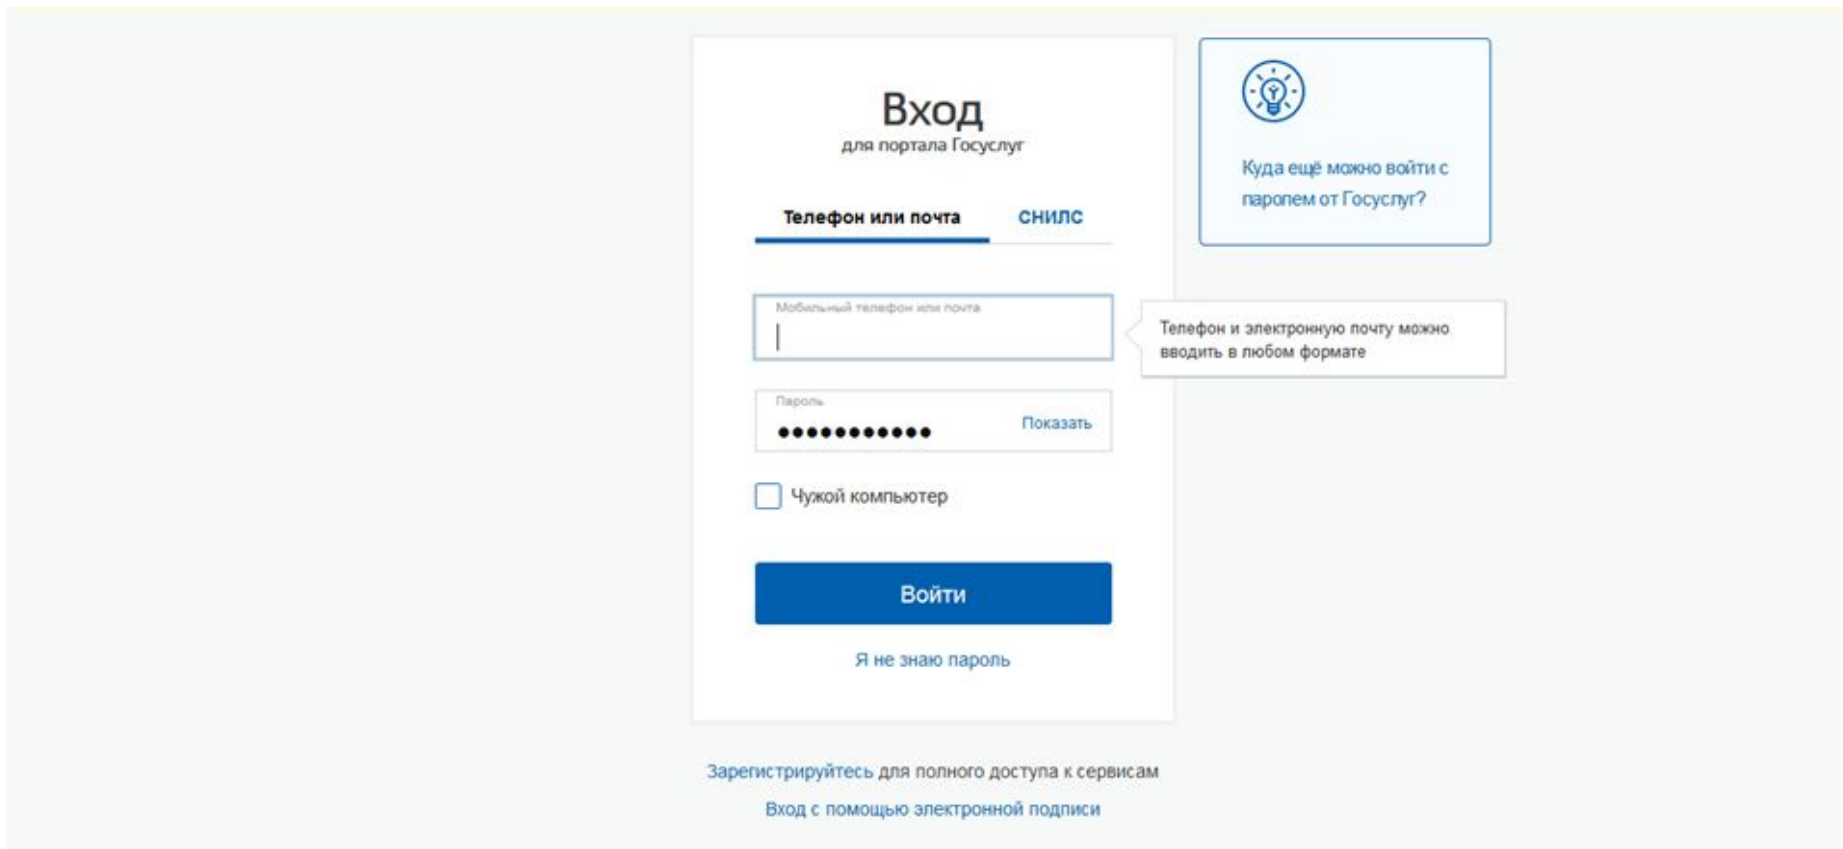 Вход
для портала Госуслуг
Телефон или почта СНИЛС
Мобильный телефон или почта
Пароль
●●●●●●●●●●● Показать
Чужой компьютер
Войти
Я не знаю пароль
Куда ещё можно войти с
паролем от Госуслуг?
Телефон и электронную почту можно
вводить в любом формате
Зарегистрируйтесь для полного доступа к сервисам
Вход с помощью электронной подписи